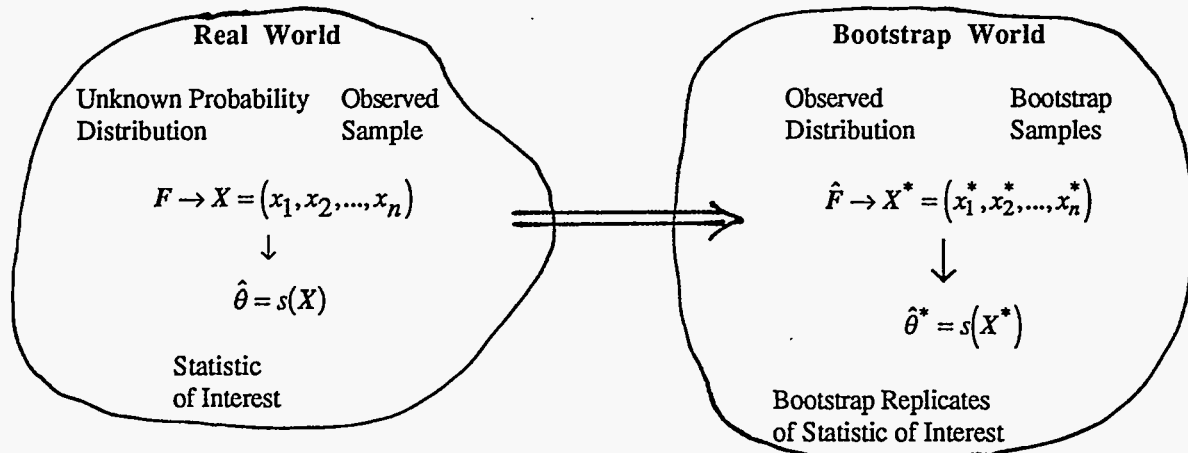 Real World
Unknown Probability Observed
Distribution Sample
F → X = (x₁, x₂,..., xₙ)
↓
θ̂ = s(X)
Statistic
of Interest
Bootstrap World
Observed Bootstrap
Distribution Samples
F̂ → X* = (x₁*, x₂*,..., xₙ*)
↓
θ̂* = s(X*)
Bootstrap Replicates
of Statistic of Interest